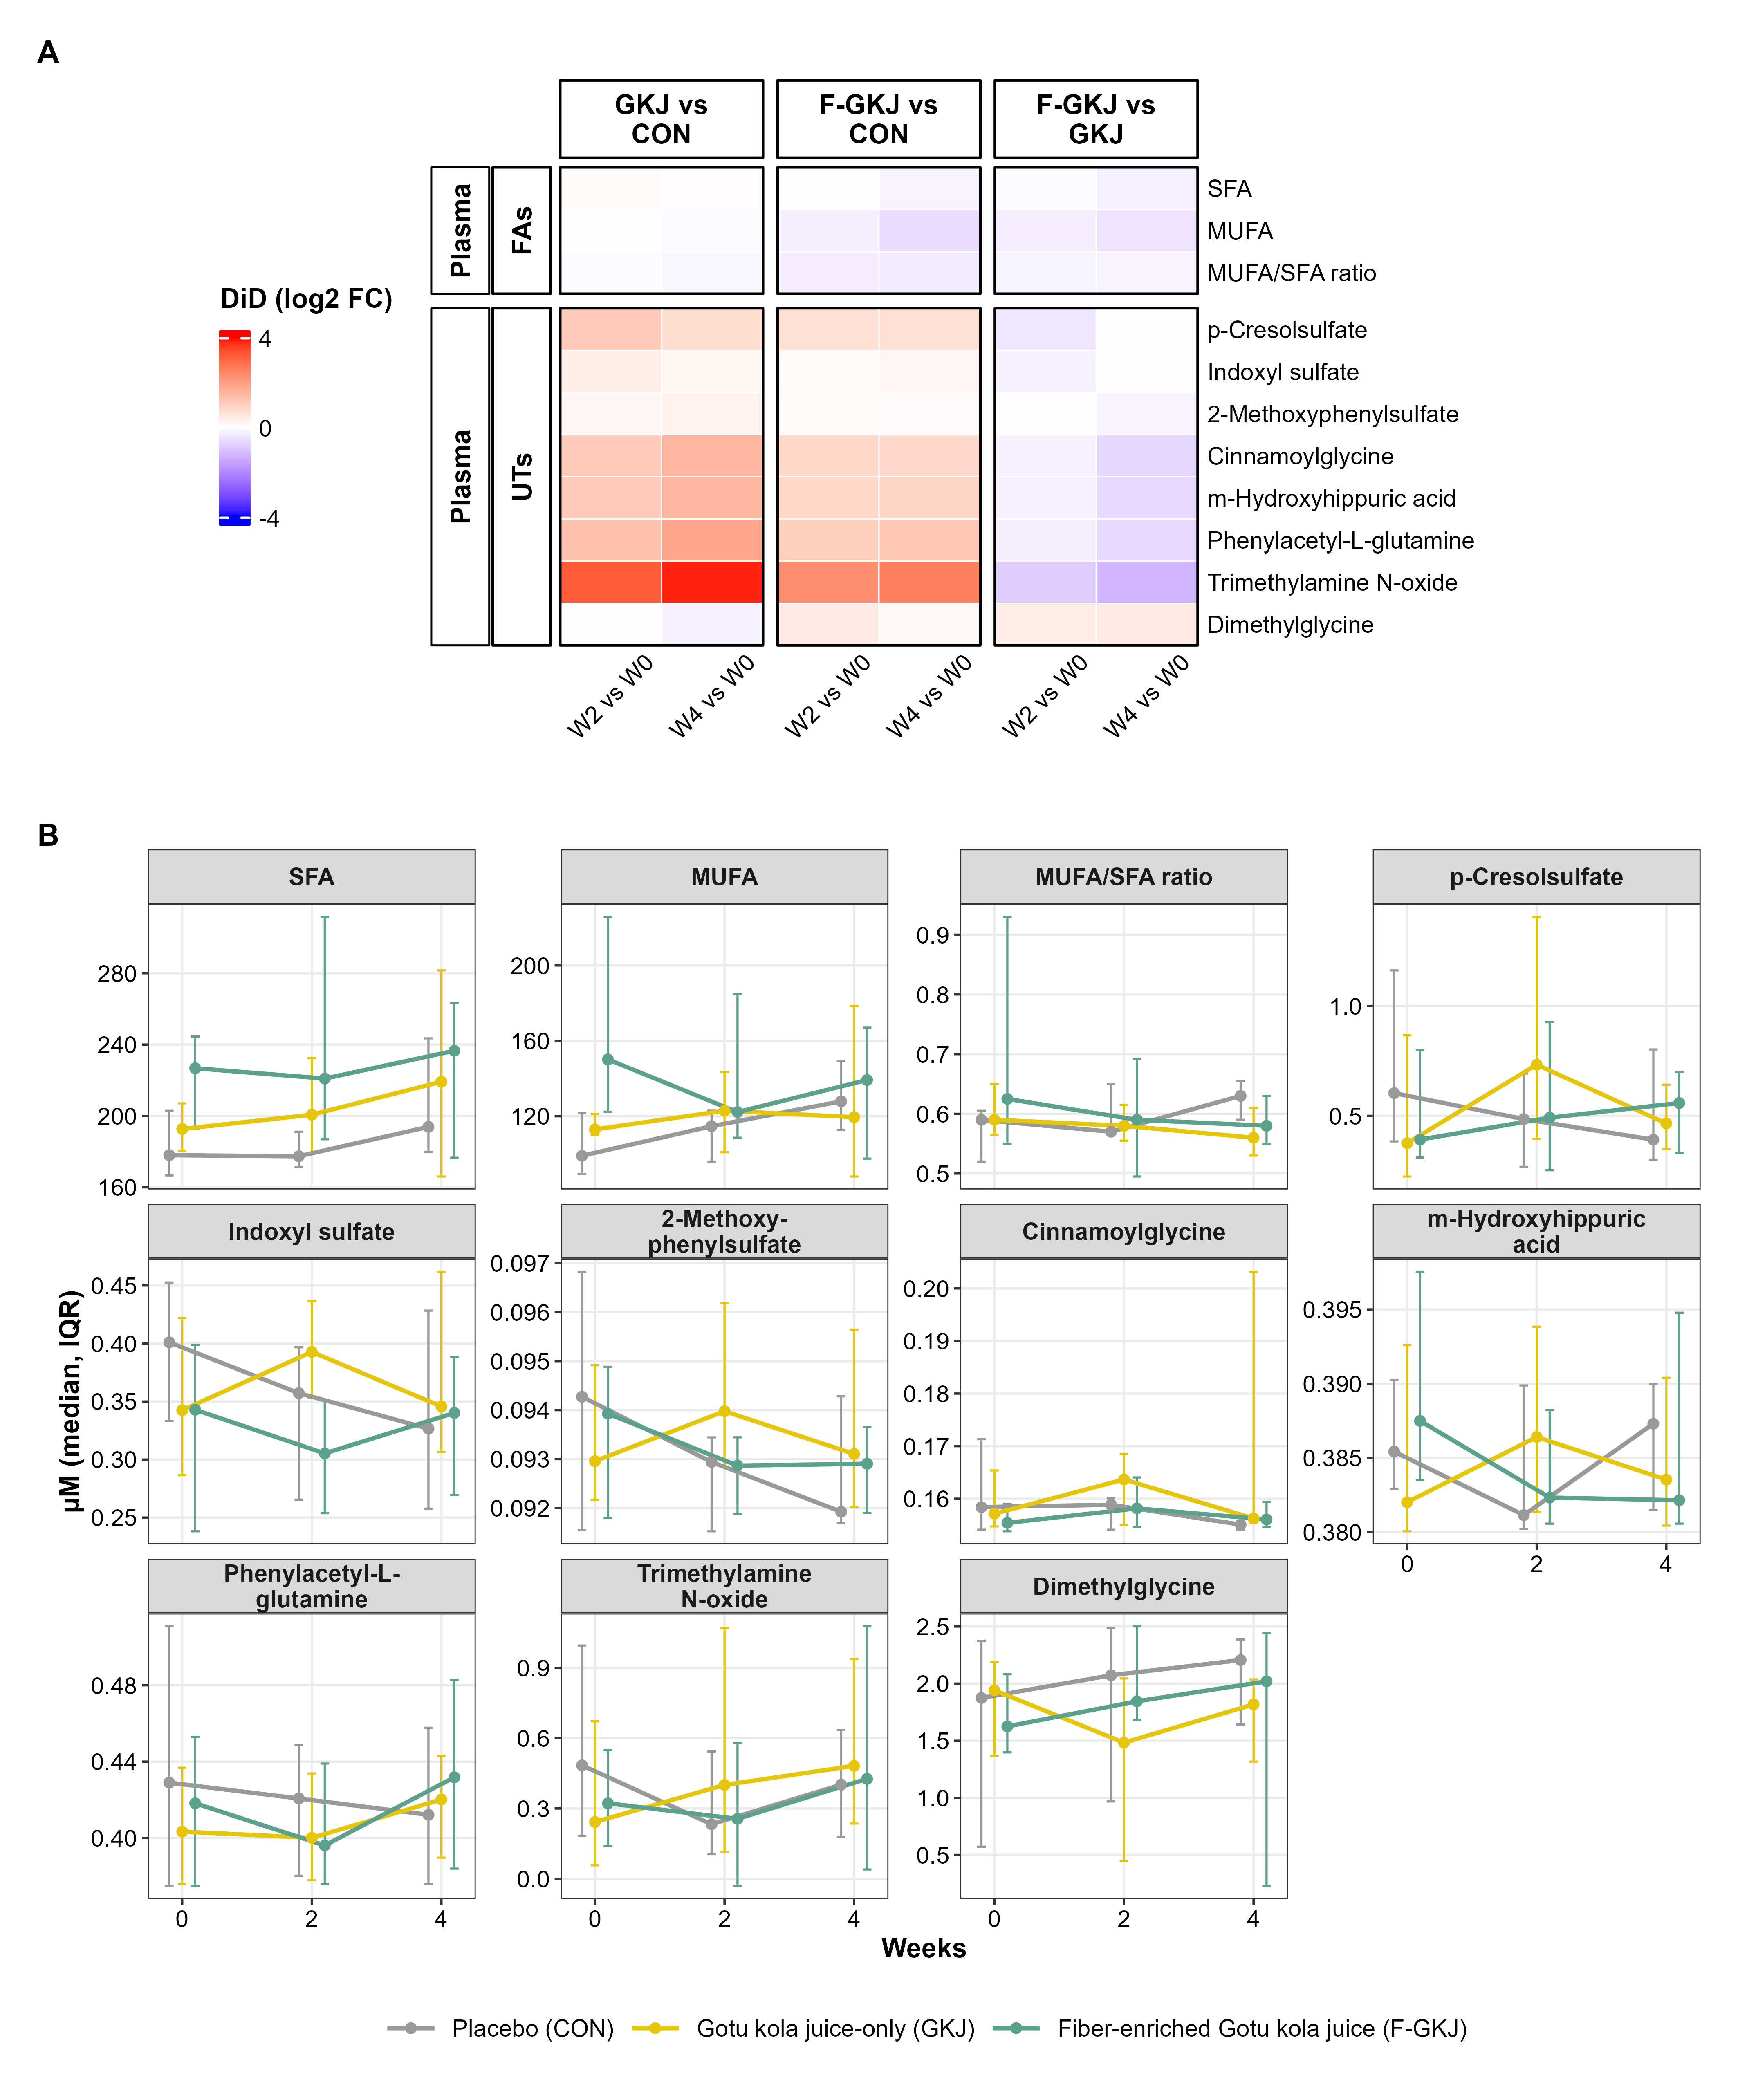 A
GKJ vs
CON
F-GKJ vs
CON
F-GKJ vs
GKJ
Plasma
FAs
SFA
MUFA
MUFA/SFA ratio
DiD (log2 FC)
4
0
-4
Plasma
UTs
p-Cresolsulfate
Indoxyl sulfate
2-Methoxyphenylsulfate
Cinnamoylglycine
m-Hydroxyhippuric acid
Phenylacetyl-L-glutamine
Trimethylamine N-oxide
Dimethylglycine
W2 vs W0
W4 vs W0
W2 vs W0
W4 vs W0
W2 vs W0
W4 vs W0
B
µM (median, IQR)
SFA
280
240
200
160
MUFA
200
160
120
MUFA/SFA ratio
0.9
0.8
0.7
0.6
0.5
p-Cresolsulfate
1.0
0.5
Indoxyl sulfate
0.45
0.40
0.35
0.30
0.25
2-Methoxy-
phenylsulfate
0.097
0.096
0.095
0.094
0.093
0.092
Cinnamoylglycine
0.20
0.19
0.18
0.17
0.16
m-Hydroxyhippuric
acid
0.395
0.390
0.385
0.380
0
2
4
Phenylacetyl-L-
glutamine
0.48
0.44
0.40
0
2
4
Trimethylamine
N-oxide
0.9
0.6
0.3
0.0
0
2
4
Dimethylglycine
2.5
2.0
1.5
1.0
0.5
0
2
4
Weeks
Placebo (CON)
Gotu kola juice-only (GKJ)
Fiber-enriched Gotu kola juice (F-GKJ)